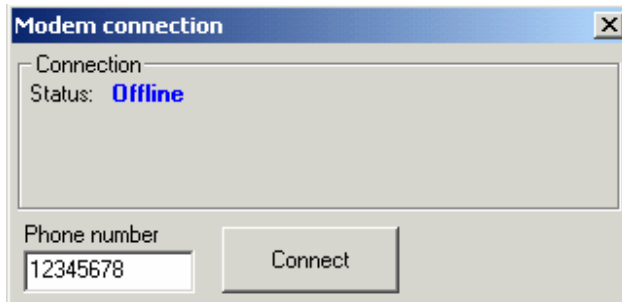 Modem connection
Connection
Status: Offline
Phone number
12345678
Connect